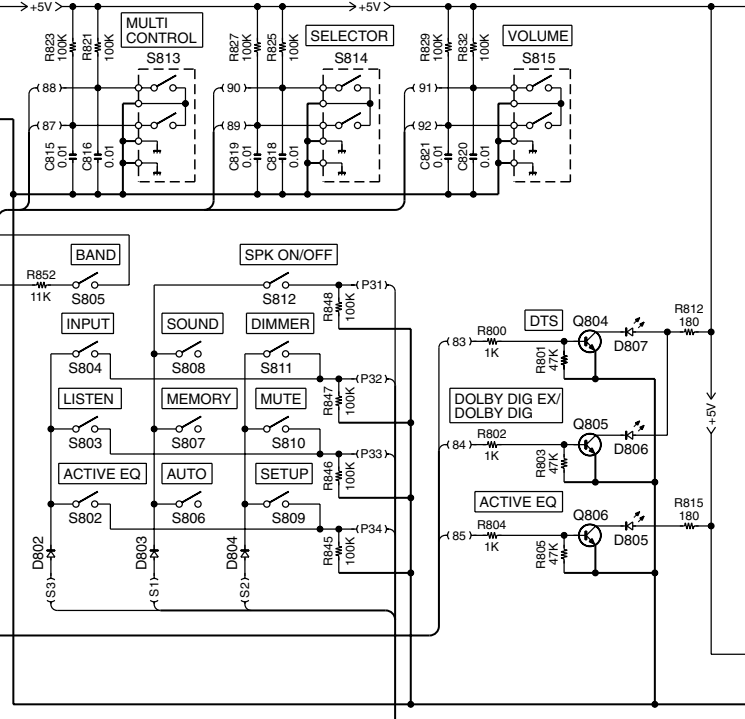 +5V
+5V
MULTI
CONTROL
S813
SELECTOR
S814
VOLUME
S815
R823
100K
R821
100K
R827
100K
R825
100K
R829
100K
R832
100K
88
90
91
87
89
92
C815
0.01
C816
0.01
C819
0.01
C818
0.01
C821
0.01
C820
0.01
BAND
R852
11K
S805
SPK ON/OFF
S812
R848
100K
P31
INPUT
S804
SOUND
S808
DIMMER
S811
R847
100K
P32
LISTEN
S803
MEMORY
S807
MUTE
S810
R846
100K
P33
ACTIVE EQ
S802
AUTO
S806
SETUP
S809
R845
100K
P34
D802
D803
D804
S3
S1
S2
DTS
83
R800
1K
R801
47K
Q804
D807
R812
180
+5V
DOLBY DIG EX/
DOLBY DIG
84
R802
1K
R803
47K
Q805
D806
ACTIVE EQ
85
R804
1K
R805
47K
Q806
D805
R815
180